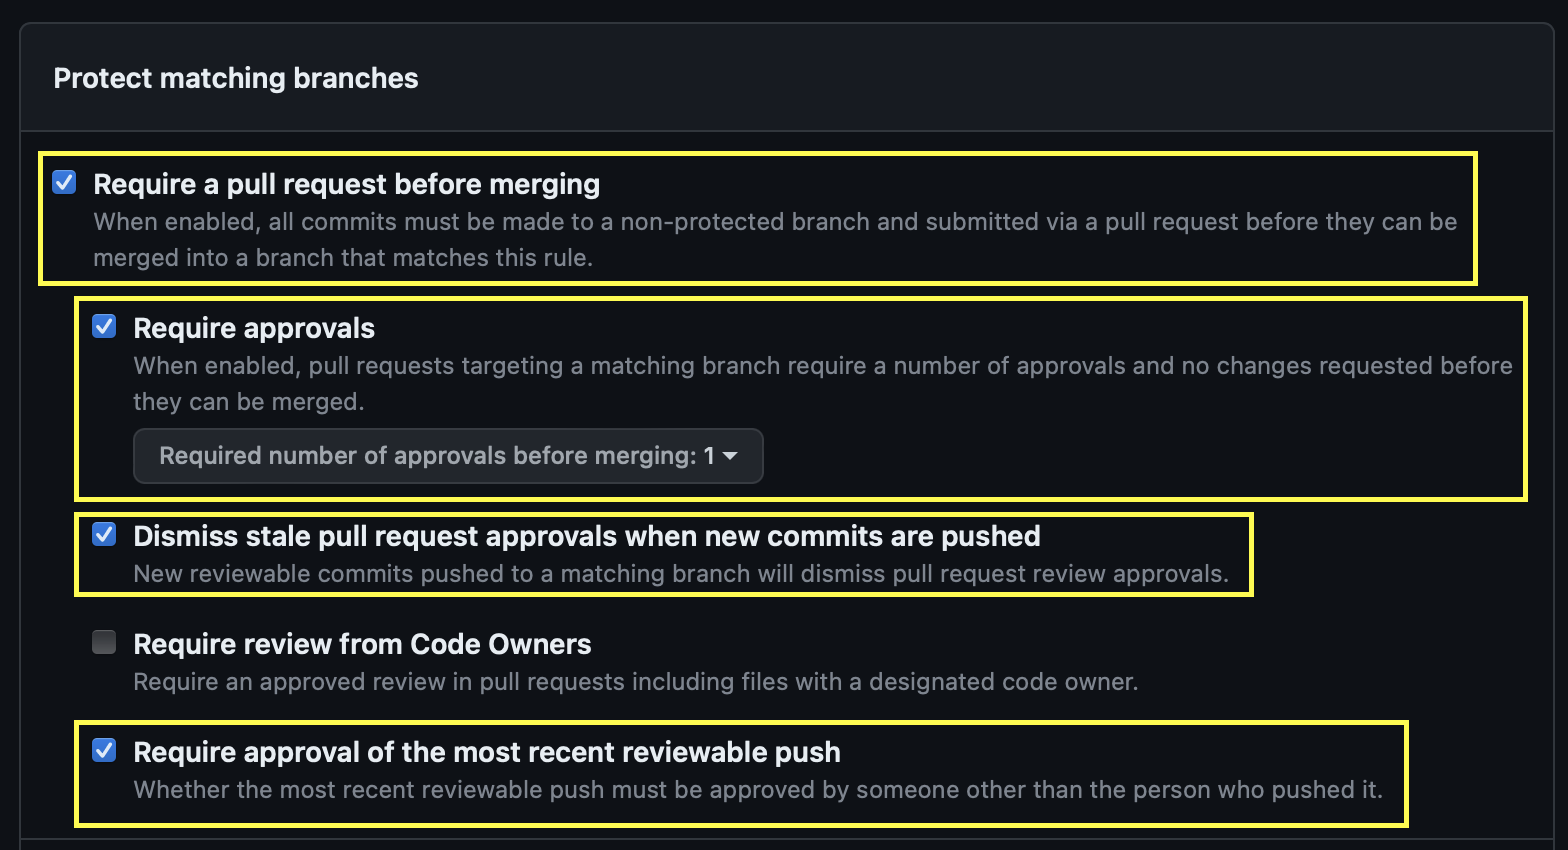 Protect matching branches
Require a pull request before merging
When enabled, all commits must be made to a non-protected branch and submitted via a pull request before they can be
merged into a branch that matches this rule.
Require approvals
When enabled, pull requests targeting a matching branch require a number of approvals and no changes requested before
they can be merged.
Required number of approvals before merging: 1
Dismiss stale pull request approvals when new commits are pushed
New reviewable commits pushed to a matching branch will dismiss pull request review approvals.
Require review from Code Owners
Require an approved review in pull requests including files with a designated code owner.
Require approval of the most recent reviewable push
Whether the most recent reviewable push must be approved by someone other than the person who pushed it.